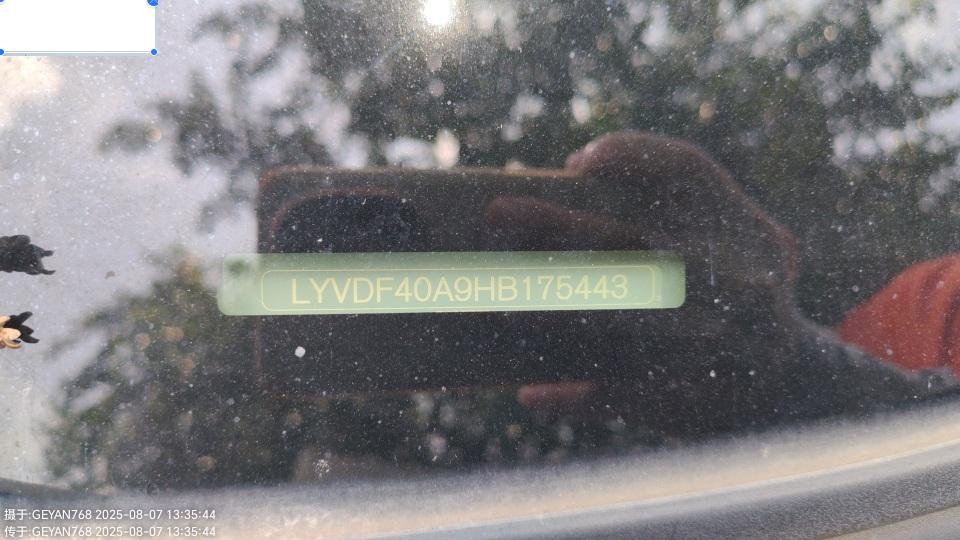 LYVDF40A9HB175443
摄于:GEYAN768 2025-08-07 13:35:44
传于:GEYAN768 2025-08-07 13:35:44